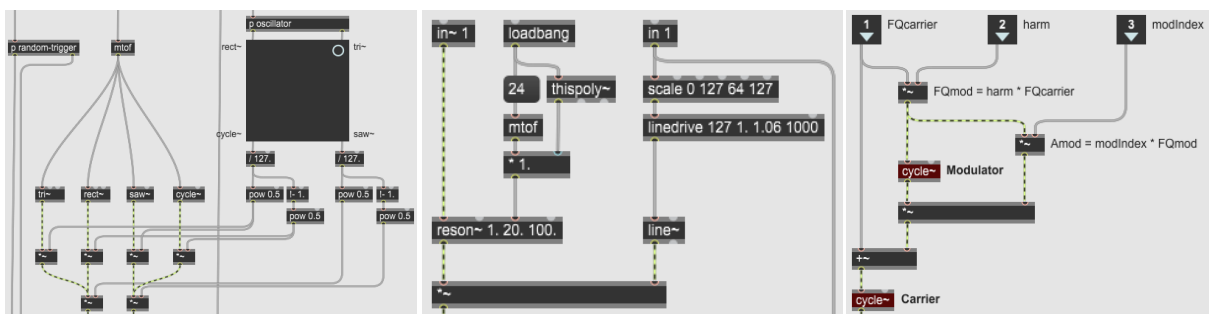 p oscillator
p random-trigger
mtof
rect~
tri~
cycle~
saw~
/ 127.
/ 127.
tri~
rect~
saw~
cycle~
pow 0.5
!- 1.
pow 0.5
!- 1.
pow 0.5
pow 0.5
*~
*~
*~
*~
*~
*~
in~ 1
loadbang
in 1
24
thispoly~
scale 0 127 64 127
mtof
linedrive 127 1. 1.06 1000
* 1.
reson~ 1. 20. 100.
line~
*~
1
FQcarrier
2
harm
3
modIndex
*~
FQmod = harm * FQcarrier
*~
Amod = modIndex * FQmod
cycle~
Modulator
*~
+~
cycle~
Carrier